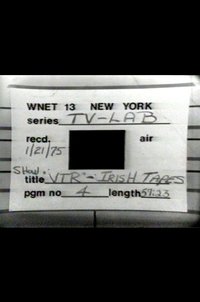 WNET 13 NEW YORK
series TV-LAB
recd. air
1/21/75
Show.
title "VTR" - IRISH TAPES
pgm no 4 length 57:23